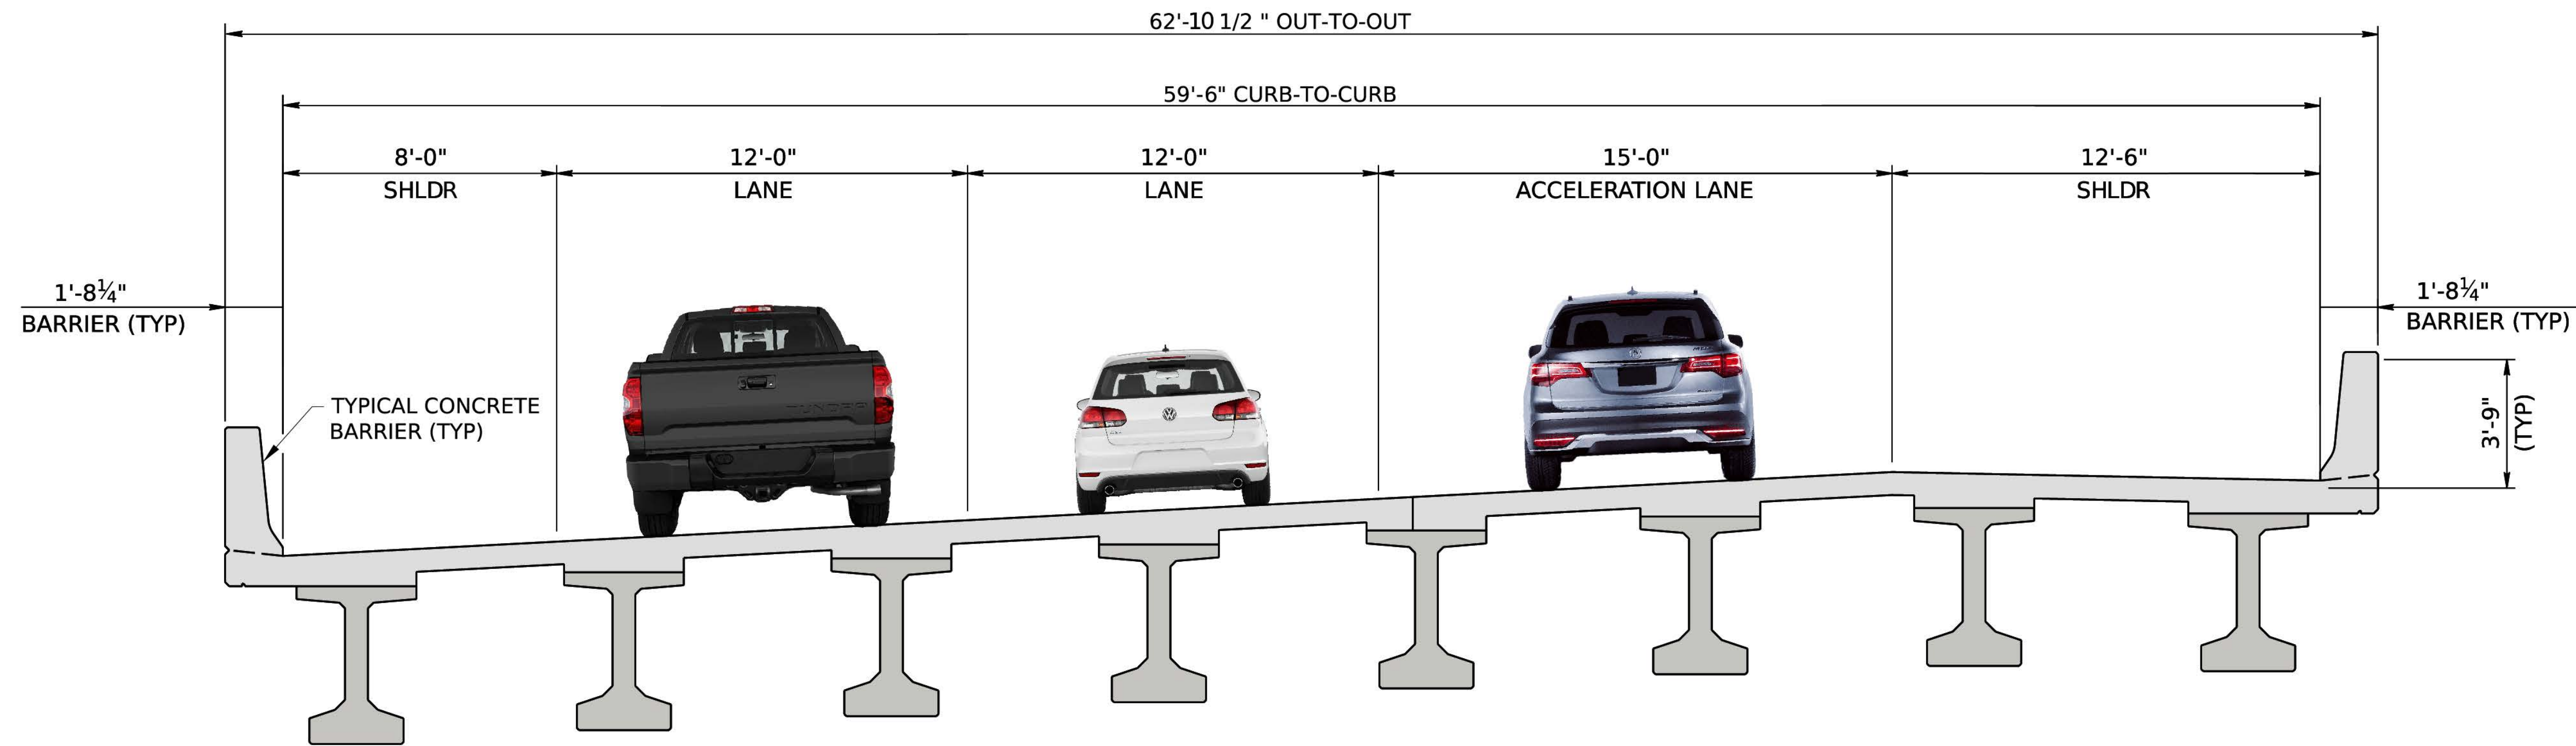 62'-10 1/2 " OUT-TO-OUT
59'-6" CURB-TO-CURB
8'-0"
SHLDR
12'-0"
LANE
12'-0"
LANE
15'-0"
ACCELERATION LANE
12'-6"
SHLDR
1'-8¼"
BARRIER (TYP)
1'-8¼"
BARRIER (TYP)
TYPICAL CONCRETE
BARRIER (TYP)
3'-9"
(TYP)
TUNDRA